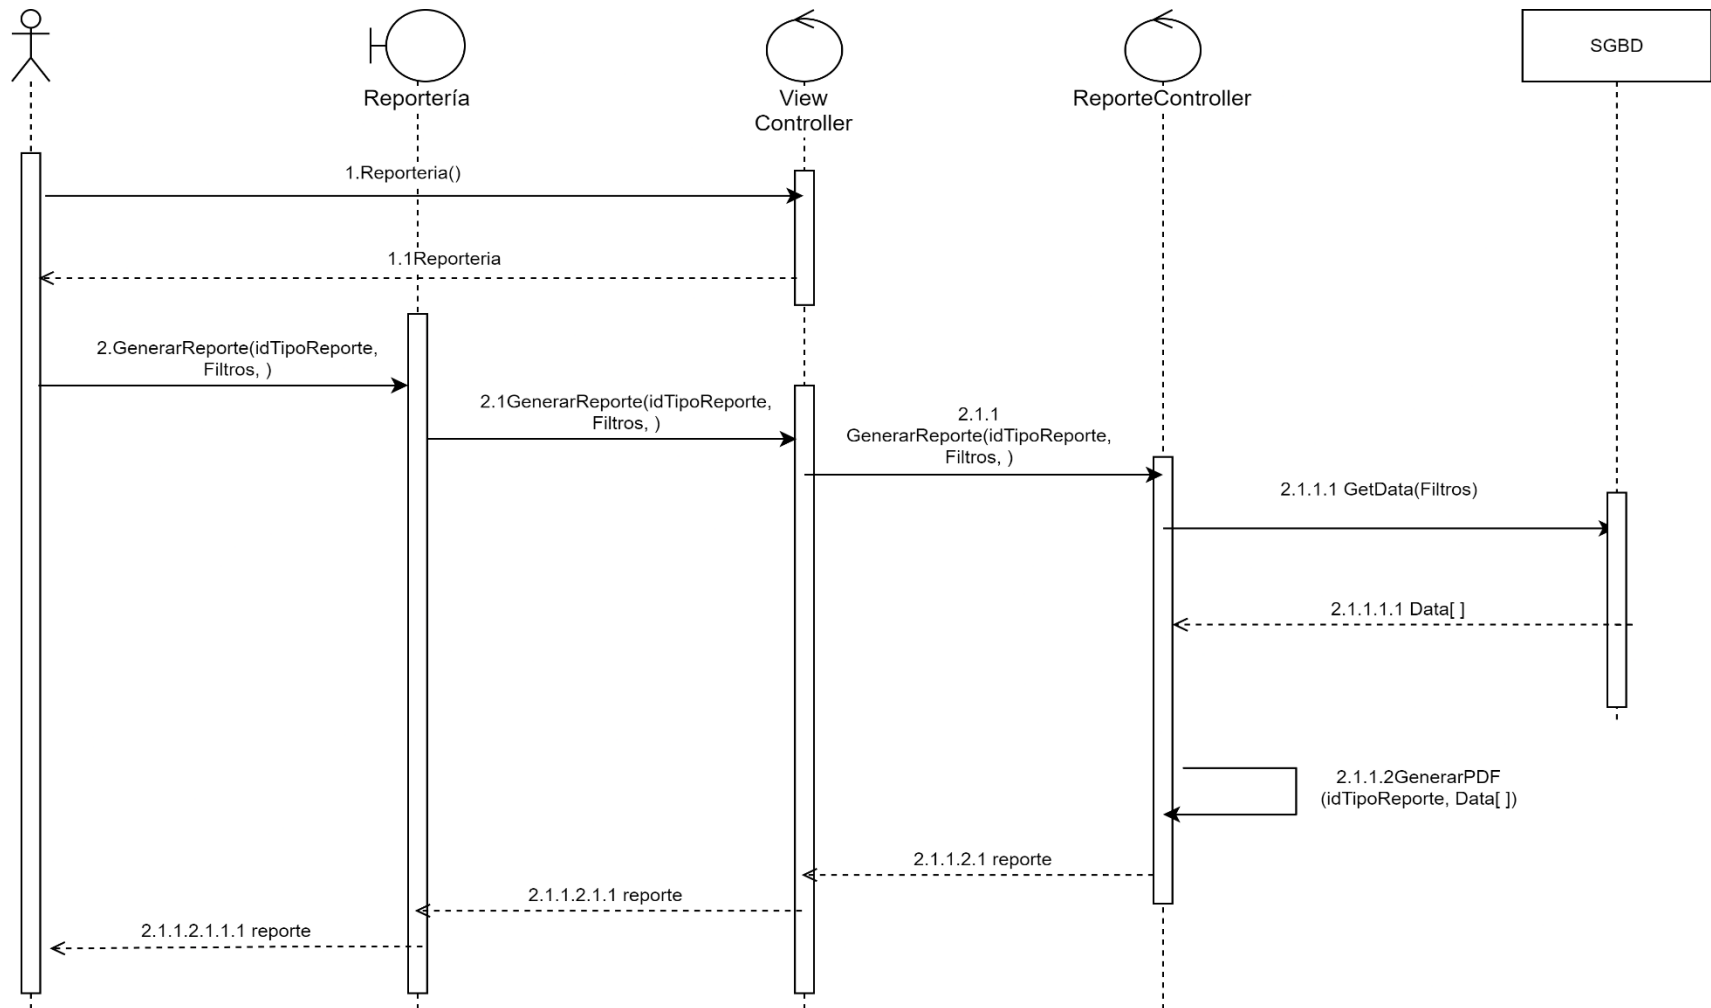 SGBD
Reportería
View
Controller
ReporteController
1.Reporteria()
1.1Reporteria
2.GenerarReporte(idTipoReporte,
Filtros, )
2.1GenerarReporte(idTipoReporte,
Filtros, )
2.1.1
GenerarReporte(idTipoReporte,
Filtros, )
2.1.1.1 GetData(Filtros)
2.1.1.1.1 Data[ ]
2.1.1.2GenerarPDF
(idTipoReporte, Data[ ])
2.1.1.2.1 reporte
2.1.1.2.1.1 reporte
2.1.1.2.1.1.1 reporte